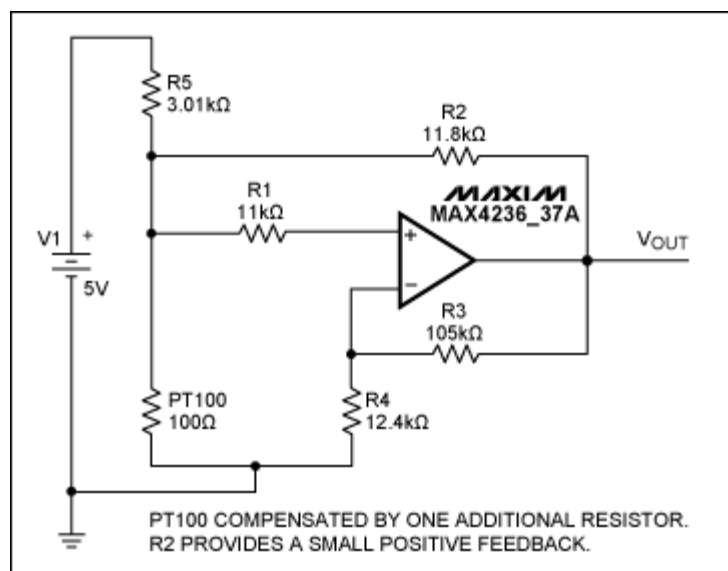 R5
3.01kΩ
R2
11.8kΩ
MAXIM
MAX4236_37A
R1
11kΩ
V1
+
5V
+
−
VOUT
R3
105kΩ
PT100
100Ω
R4
12.4kΩ
PT100 COMPENSATED BY ONE ADDITIONAL RESISTOR.
R2 PROVIDES A SMALL POSITIVE FEEDBACK.